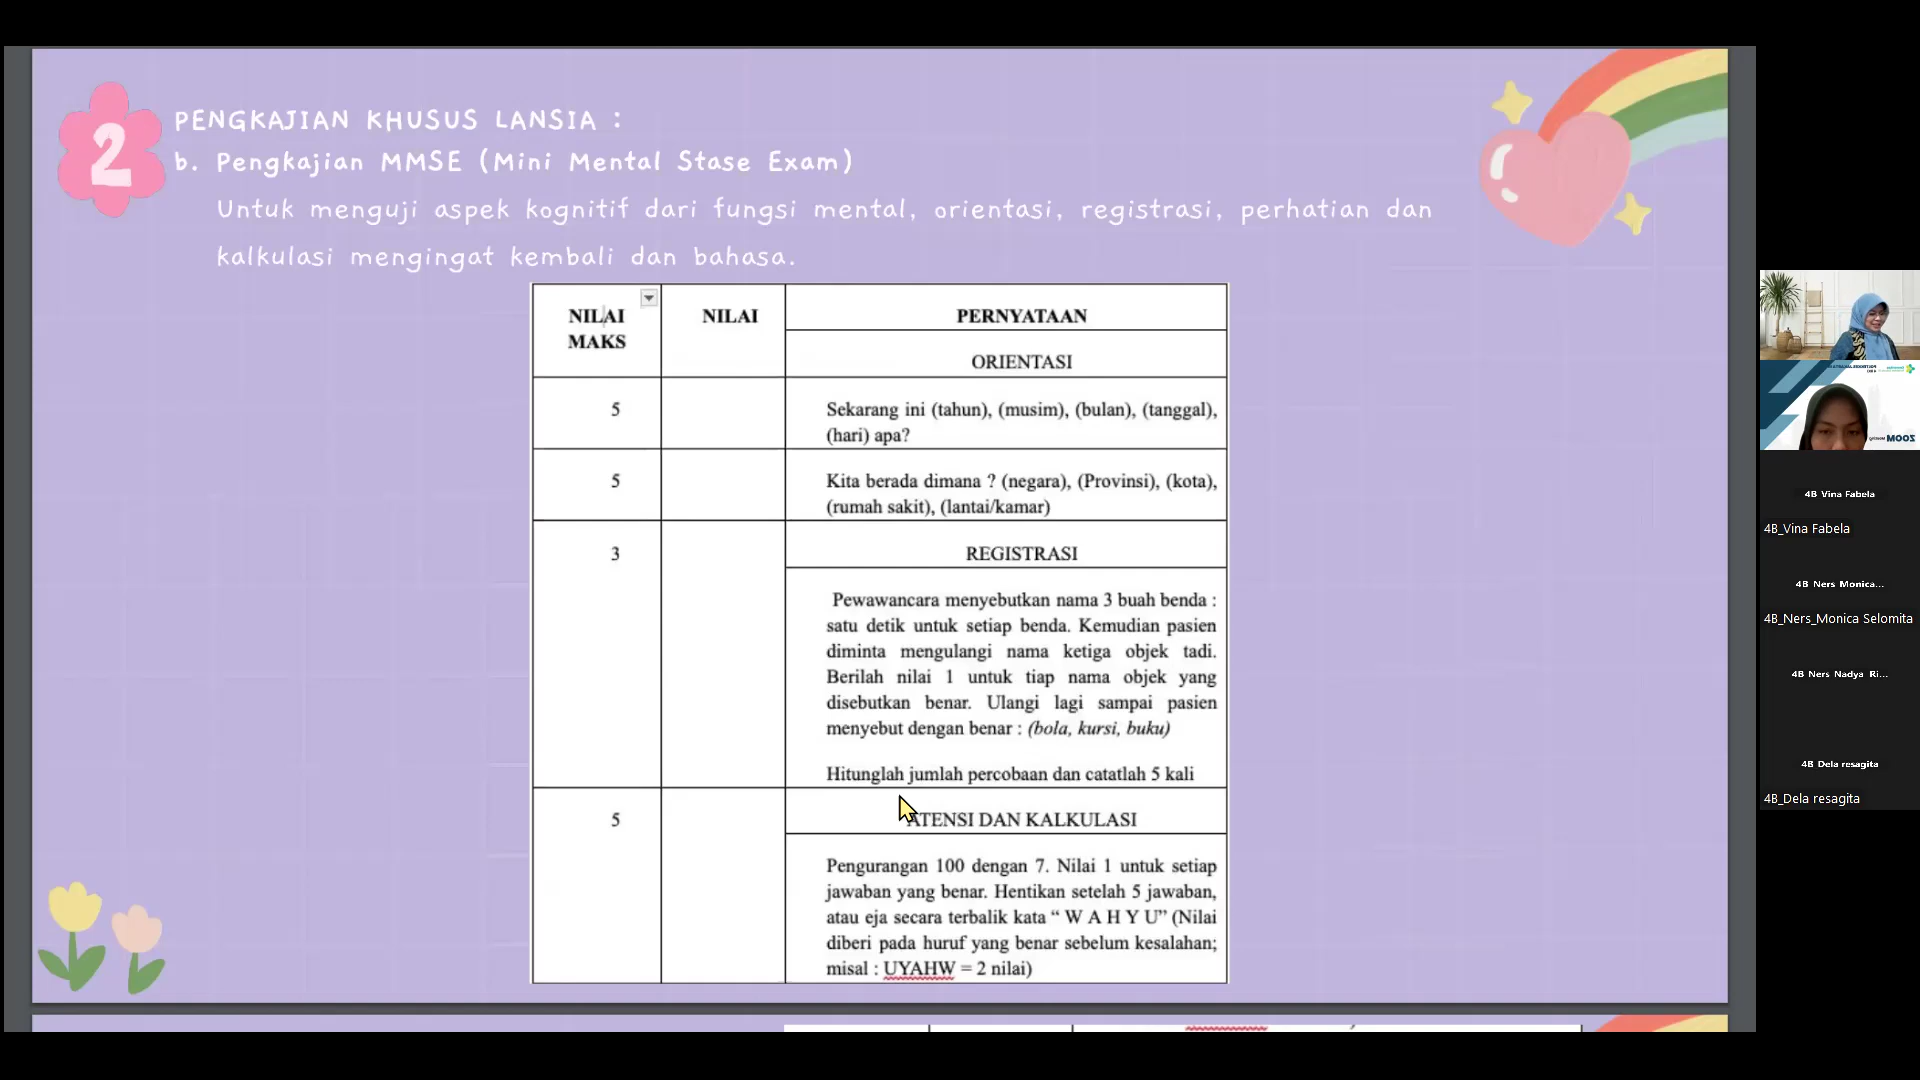 2
PENGKAJIAN KHUSUS LANSIA :
b. Pengkajian MMSE (Mini Mental Stase Exam)
Untuk menguji aspek kognitif dari fungsi mental, orientasi, registrasi, perhatian dan
kalkulasi mengingat kembali dan bahasa.
NILAI
MAKS
NILAI
PERNYATAAN
ORIENTASI
5
Sekarang ini (tahun), (musim), (bulan), (tanggal),
(hari) apa?
5
Kita berada dimana ? (negara), (Provinsi), (kota),
(rumah sakit), (lantai/kamar)
3
REGISTRASI
Pewawancara menyebutkan nama 3 buah benda :
satu detik untuk setiap benda. Kemudian pasien
diminta mengulangi nama ketiga objek tadi.
Berilah nilai 1 untuk tiap nama objek yang
disebutkan benar. Ulangi lagi sampai pasien
menyebut dengan benar : (bola, kursi, buku)
Hitunglah jumlah percobaan dan catatlah 5 kali
5
ATENSI DAN KALKULASI
Pengurangan 100 dengan 7. Nilai 1 untuk setiap
jawaban yang benar. Hentikan setelah 5 jawaban,
atau eja secara terbalik kata “ W A H Y U” (Nilai
diberi pada huruf yang benar sebelum kesalahan;
misal : UYAHW = 2 nilai)
ZOOM
4B Vina Fabela
4B_Vina Fabela
4B Ners Monica...
4B_Ners_Monica Selomita
4B Ners Nadya Ri...
4B Dela resagita
4B_Dela resagita